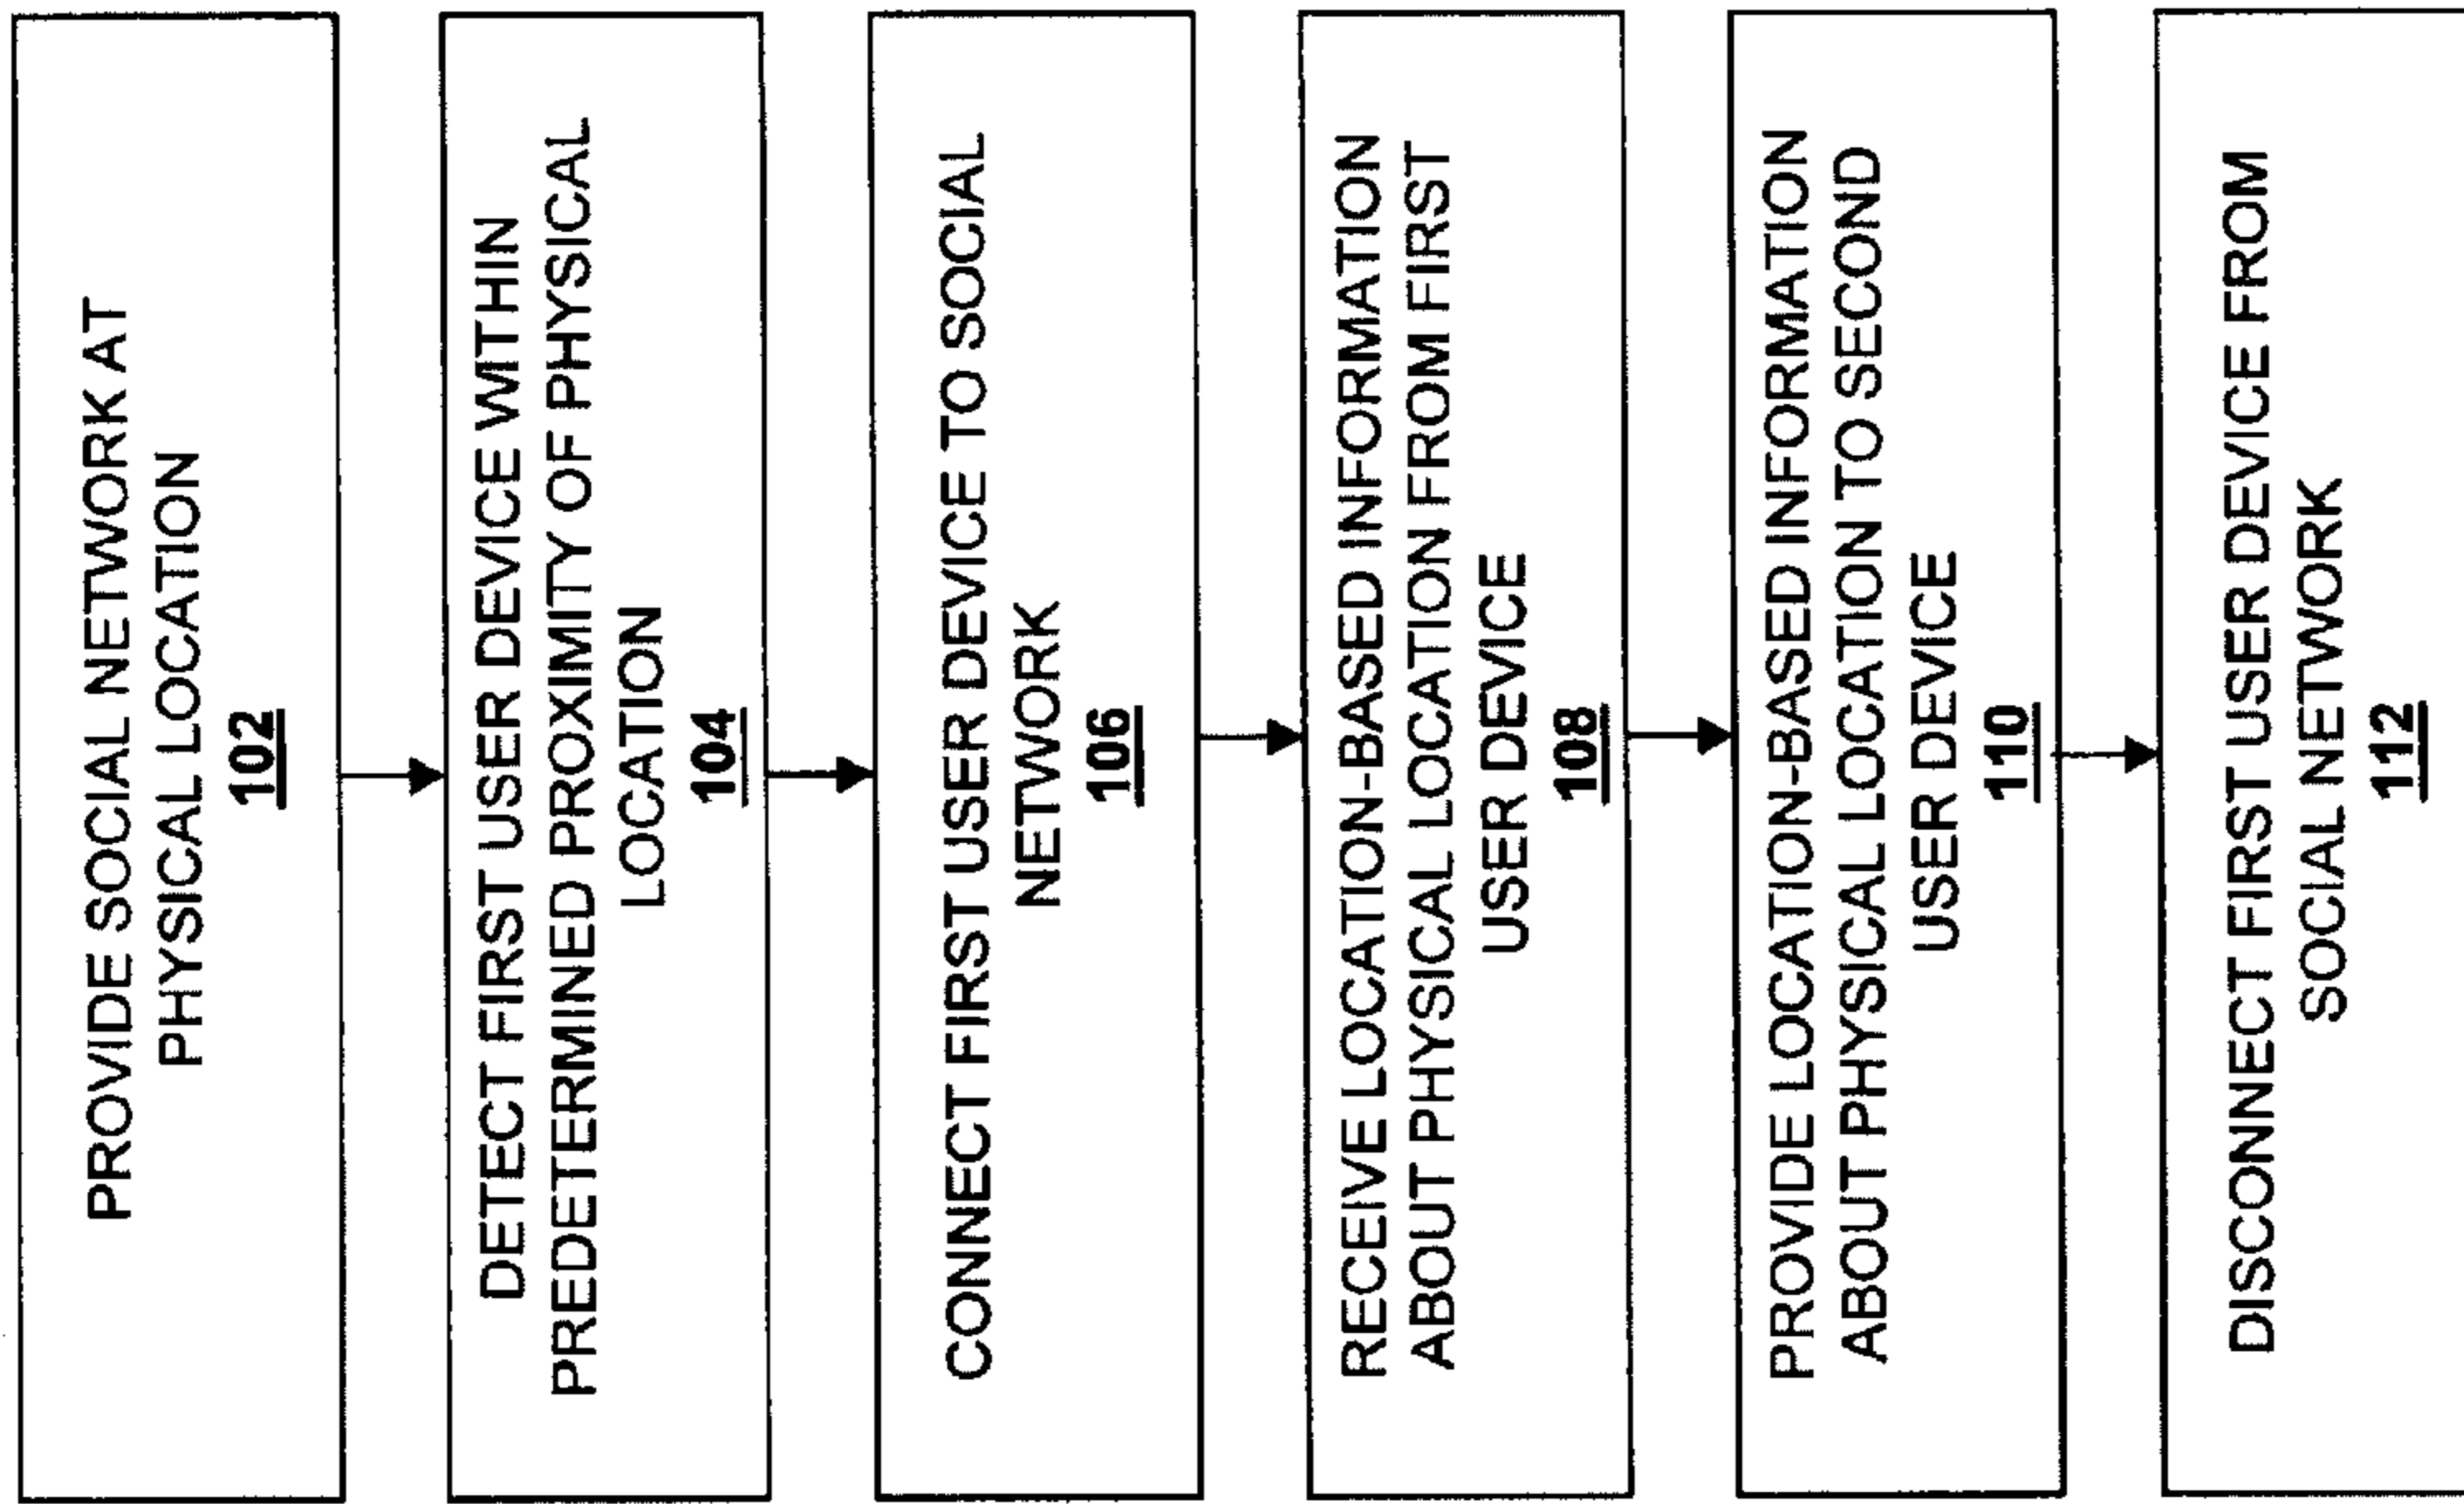 PROVIDE SOCIAL NETWORK AT
PHYSICAL LOCATION
102
DETECT FIRST USER DEVICE WITHIN
PREDETERMINED PROXIMITY OF PHYSICAL
LOCATION
104
CONNECT FIRST USER DEVICE TO SOCIAL
NETWORK
106
RECEIVE LOCATION-BASED INFORMATION
ABOUT PHYSICAL LOCATION FROM FIRST
USER DEVICE
108
PROVIDE LOCATION-BASED INFORMATION
ABOUT PHYSICAL LOCATION TO SECOND
USER DEVICE
110
DISCONNECT FIRST USER DEVICE FROM
SOCIAL NETWORK
112